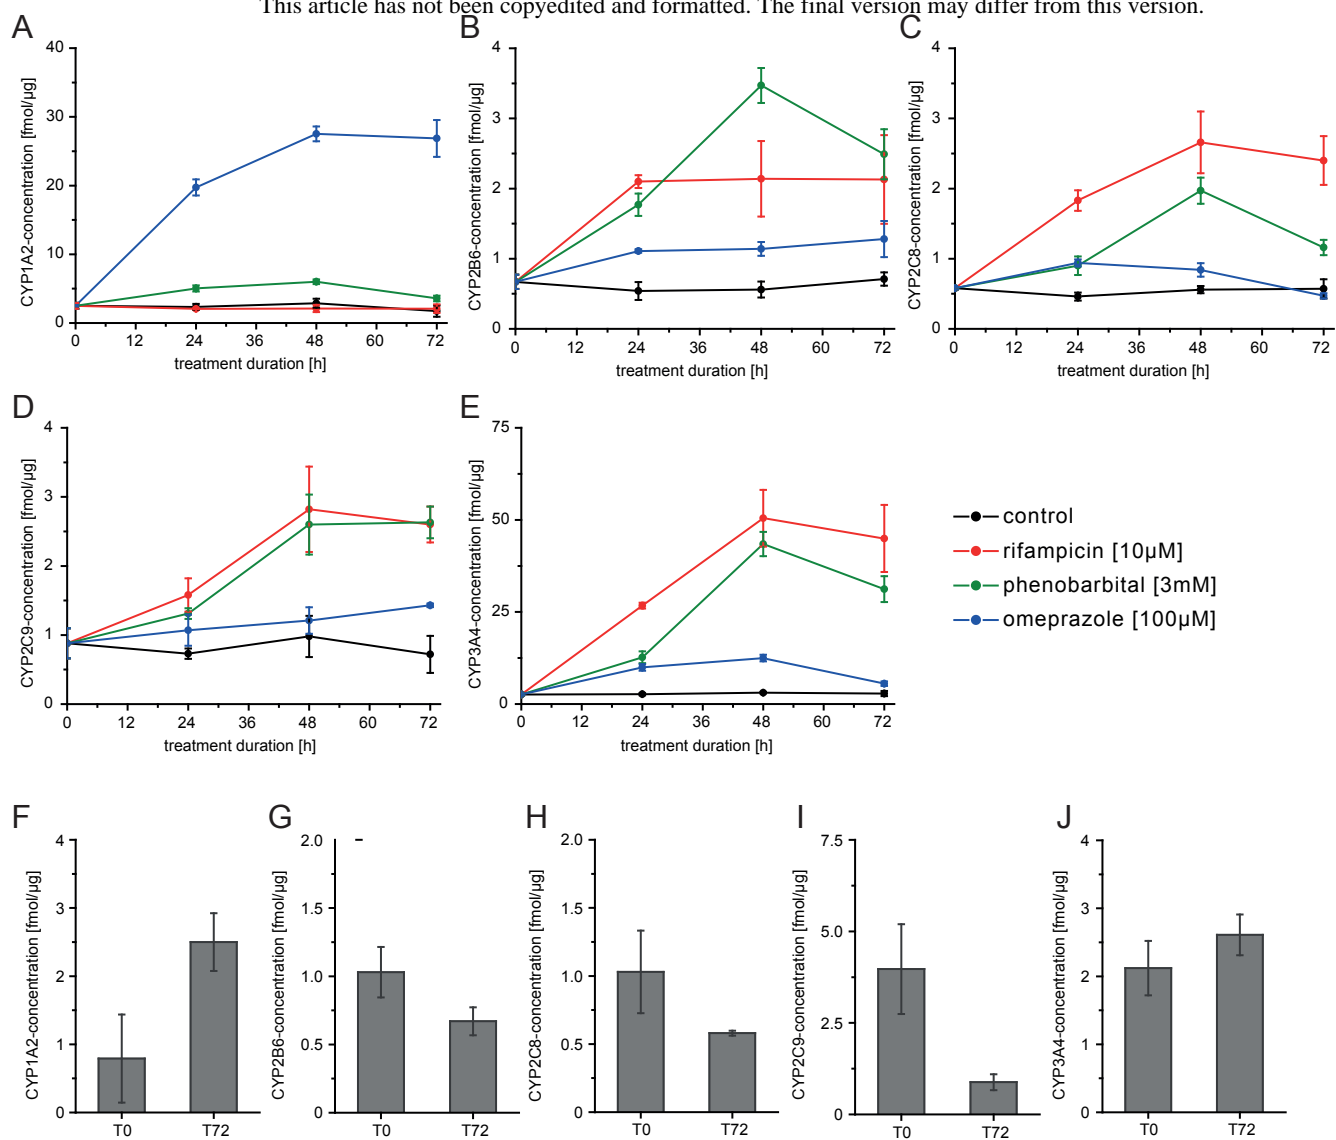 This article has not been copyedited and formatted. The final version may differ from this version.
A
CYP1A2-concentration [fmol/µg]
40
30
20
10
0
0 12 24 36 48 60 72
treatment duration [h]
B
CYP2B6-concentration [fmol/µg]
4
3
2
1
0
0 12 24 36 48 60 72
treatment duration [h]
C
CYP2C8-concentration [fmol/µg]
4
3
2
1
0
0 12 24 36 48 60 72
treatment duration [h]
D
CYP2C9-concentration [fmol/µg]
4
3
2
1
0
0 12 24 36 48 60 72
treatment duration [h]
E
CYP3A4-concentration [fmol/µg]
75
50
25
0
0 12 24 36 48 60 72
treatment duration [h]
control
rifampicin [10µM]
phenobarbital [3mM]
omeprazole [100µM]
F
CYP1A2-concentration [fmol/µg]
4
3
2
1
0
T0 T72
G
CYP2B6-concentration [fmol/µg]
2.0
1.5
1.0
0.5
0
T0 T72
H
CYP2C8-concentration [fmol/µg]
2.0
1.5
1.0
0.5
0
T0 T72
I
CYP2C9-concentration [fmol/µg]
7.5
5.0
2.5
0
T0 T72
J
CYP3A4-concentration [fmol/µg]
4
3
2
1
0
T0 T72